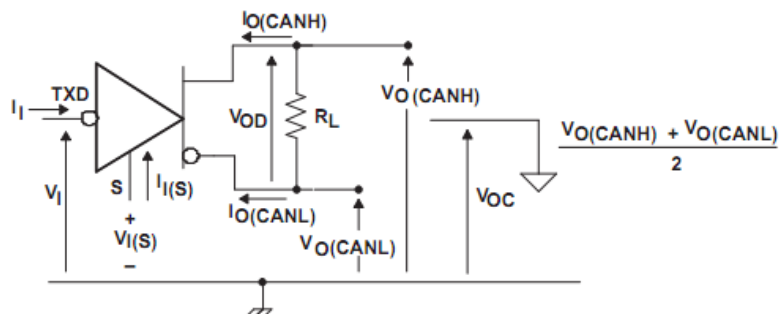 IO(CANH)
TXD
II
VOD
RL
VO(CANH)
VO(CANH) + VO(CANL)
2
VI
S
II(S)
+
VI(S)
–
IO(CANL)
VO(CANL)
VOC